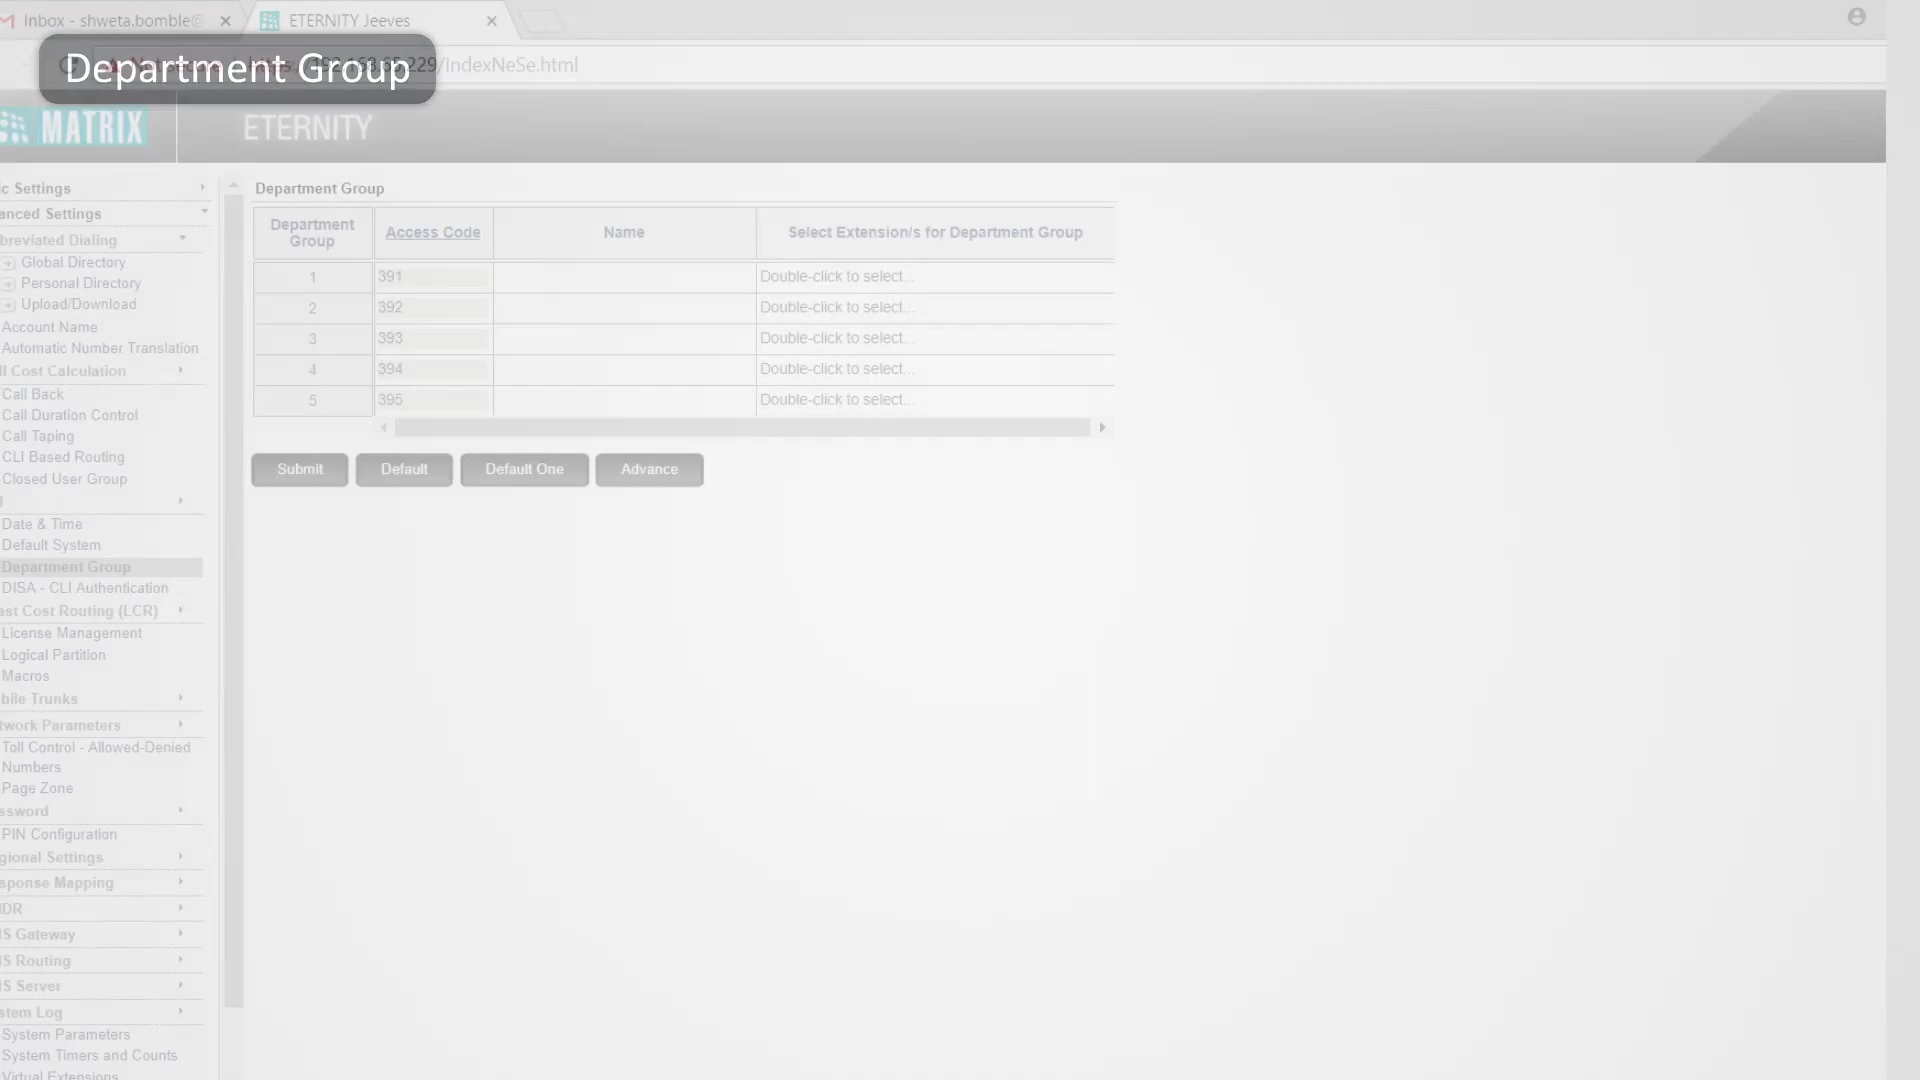 Inbox - shweta.bomble@
ETERNITY Jeeves
Department Group
192.168.65.229/IndexNeSe.html
MATRIX
ETERNITY
c Settings
anced Settings
breviated Dialing
Global Directory
Personal Directory
Upload/Download
Account Name
Automatic Number Translation
ll Cost Calculation
Call Back
Call Duration Control
Call Taping
CLI Based Routing
Closed User Group
Date & Time
Default System
Department Group
DISA - CLI Authentication
ast Cost Routing (LCR)
License Management
Logical Partition
Macros
bile Trunks
twork Parameters
Toll Control - Allowed-Denied
Numbers
Page Zone
ssword
PIN Configuration
gional Settings
sponse Mapping
DR
S Gateway
S Routing
S Server
stem Log
System Parameters
System Timers and Counts
Virtual Extensions
Department Group
Department Group Access Code Name Select Extension/s for Department Group
1 391 Double-click to select...
2 392 Double-click to select...
3 393 Double-click to select...
4 394 Double-click to select...
5 395 Double-click to select...
Submit Default Default One Advance